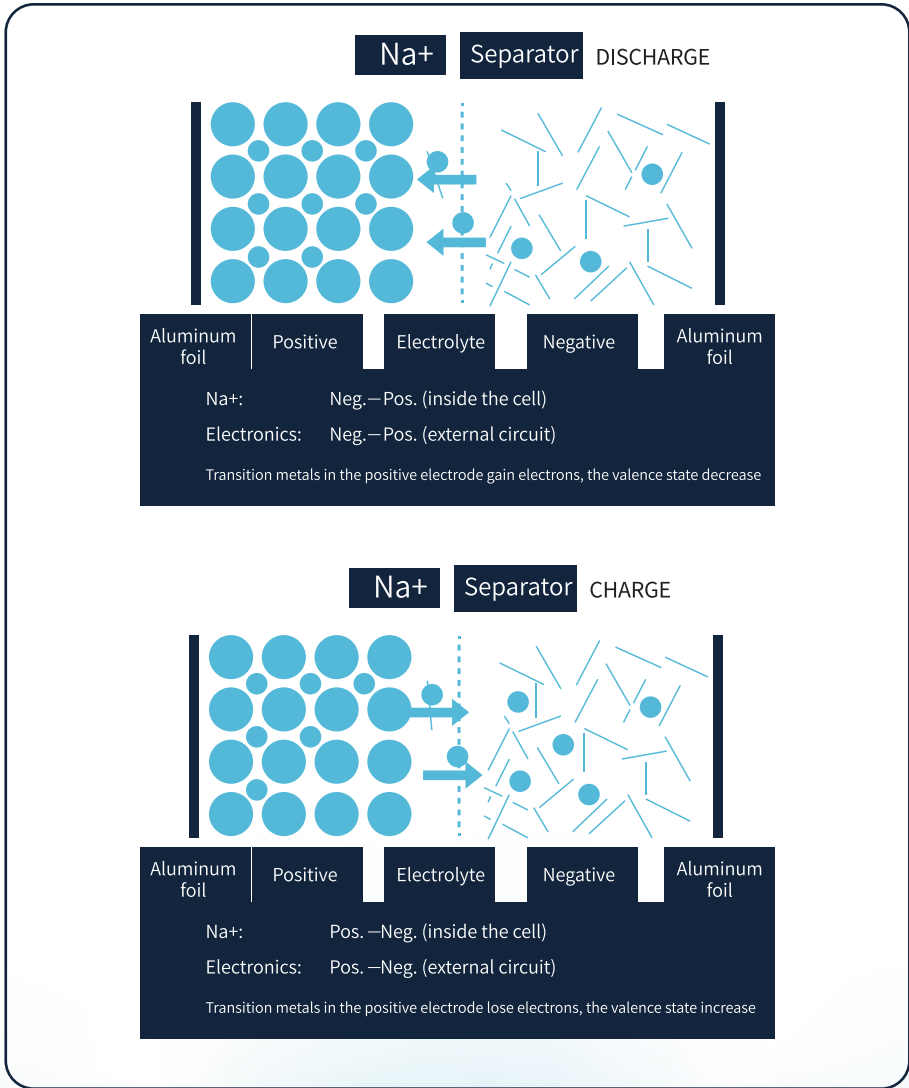 Na+ Separator DISCHARGE
Aluminum
foil
Positive
Electrolyte
Negative
Aluminum
foil
Na+: Neg.—Pos. (inside the cell)
Electronics: Neg.—Pos. (external circuit)
Transition metals in the positive electrode gain electrons, the valence state decrease
Na+ Separator CHARGE
Aluminum
foil
Positive
Electrolyte
Negative
Aluminum
foil
Na+: Pos. —Neg. (inside the cell)
Electronics: Pos. —Neg. (external circuit)
Transition metals in the positive electrode lose electrons, the valence state increase